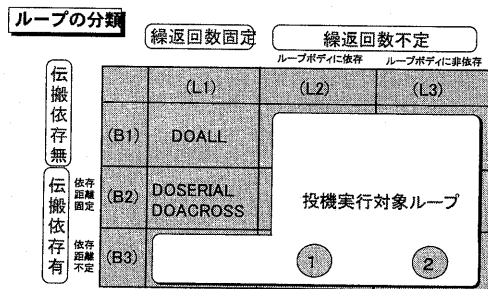 ループの分類
繰返回数固定
繰返回数不定
ループボディに依存
ループボディに非依存
(L1)
(L2)
(L3)
伝搬依存無
(B1)
DOALL
伝搬依存有
依存距離固定
(B2)
DOSERIAL
DOACROSS
投機実行対象ループ
依存距離不定
(B3)
1
2